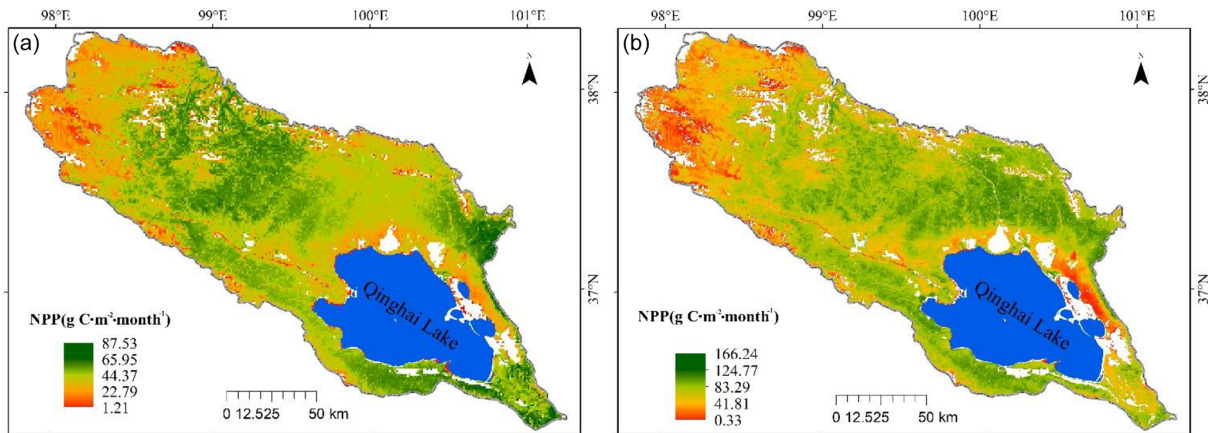 98°E 99°E 100°E 101°E
(a)
N
38°N
37°N
Qinghai Lake
NPP(g C·m⁻²·month⁻¹)
87.53
65.95
44.37
22.79
1.21
0 12.525 50 km
98°E 99°E 100°E 101°E
(b)
N
38°N
37°N
Qinghai Lake
NPP(g C·m⁻²·month⁻¹)
166.24
124.77
83.29
41.81
0.33
0 12.525 50 km